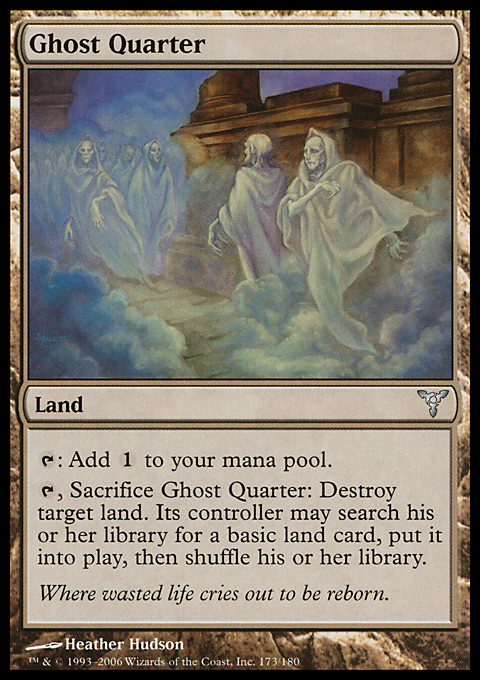 Ghost Quarter
Land
: Add 1 to your mana pool.
, Sacrifice Ghost Quarter: Destroy
target land. Its controller may search his
or her library for a basic land card, put it
into play, then shuffle his or her library.
Where wasted life cries out to be reborn.
Heather Hudson
™ & © 1993–2006 Wizards of the Coast, Inc. 173/180